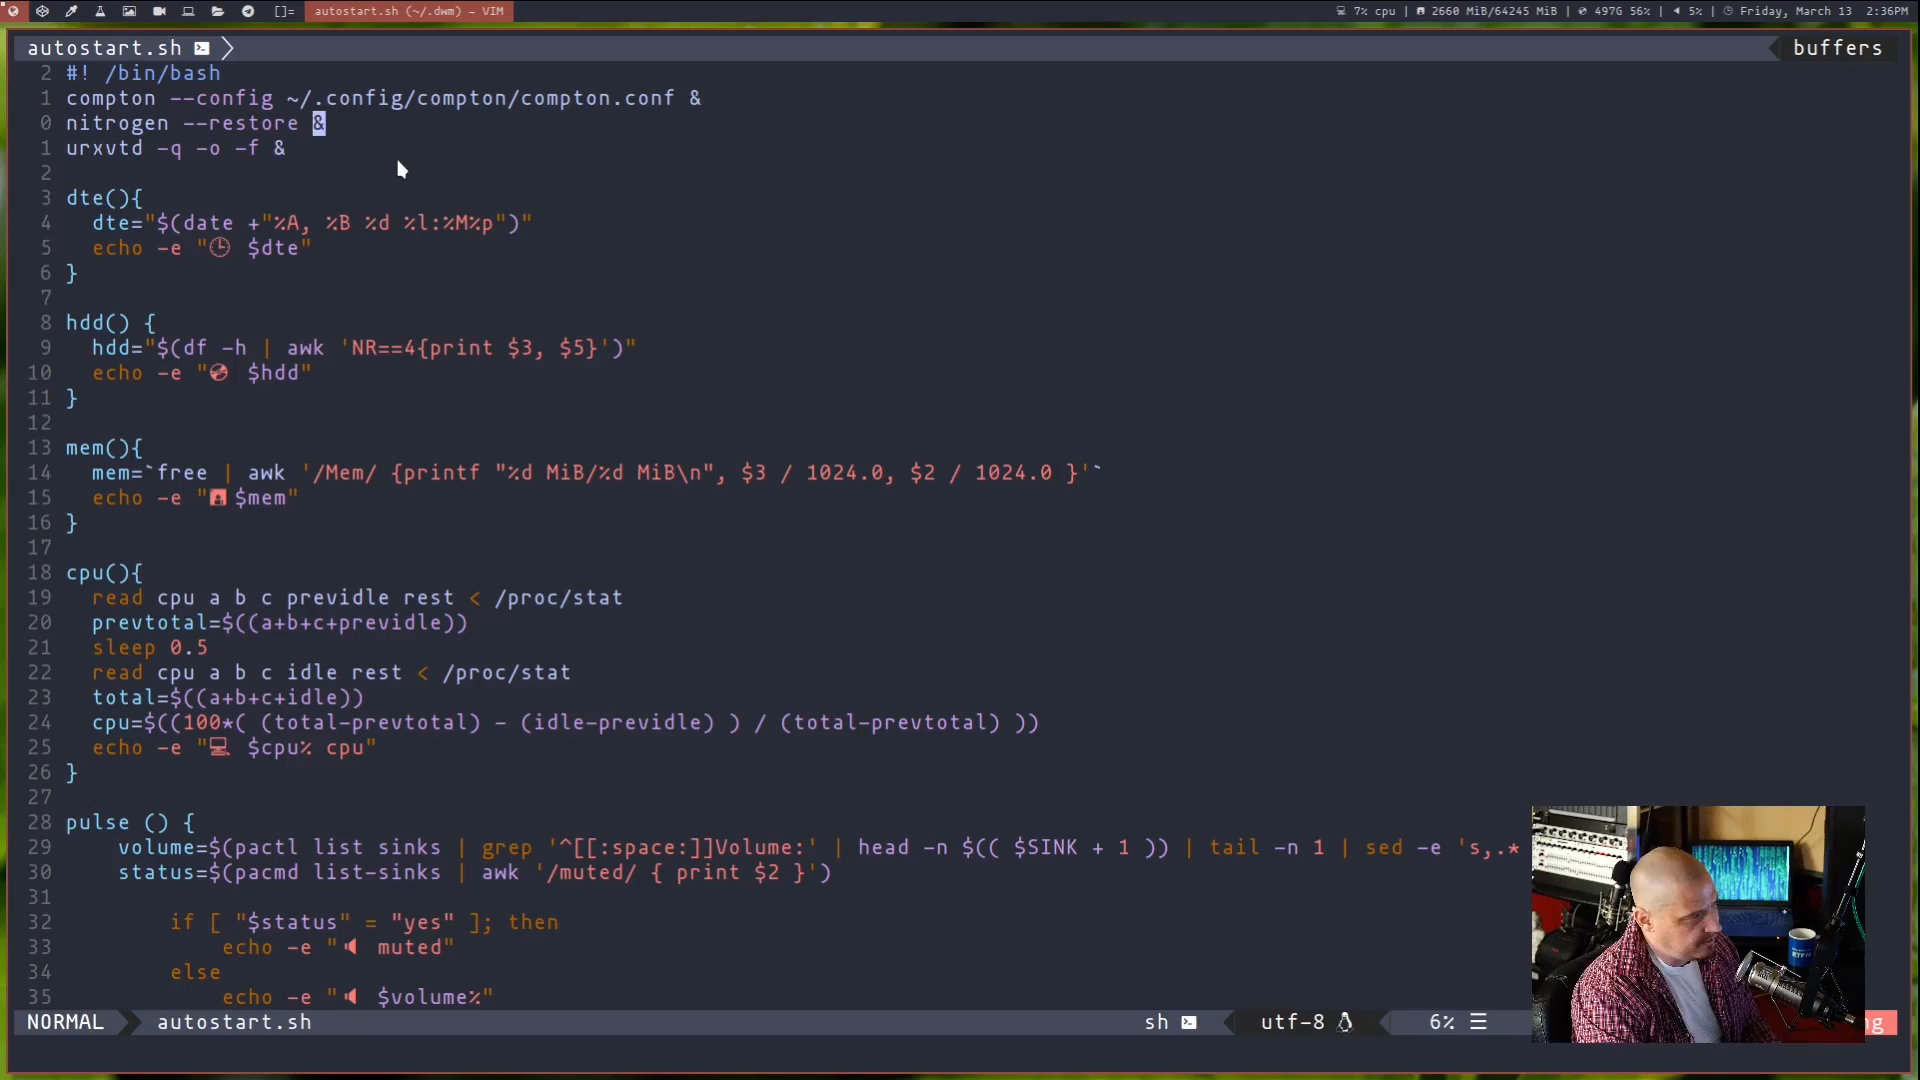 []= autostart.sh (~/.dwm) - VIM 7% cpu | 2660 MiB/64245 MiB | 497G 56% | 5% | Friday, March 13 2:36PM
autostart.sh buffers
2 #! /bin/bash
1 compton --config ~/.config/compton/compton.conf &
0 nitrogen --restore &
1 urxvtd -q -o -f &
2
3 dte(){
4 dte="$(date +"%A, %B %d %l:%M%p")"
5 echo -e "🕒 $dte"
6 }
7
8 hdd() {
9 hdd="$(df -h | awk 'NR==4{print $3, $5}')"
10 echo -e "💿 $hdd"
11 }
12
13 mem(){
14 mem=`free | awk '/Mem/ {printf "%d MiB/%d MiB\n", $3 / 1024.0, $2 / 1024.0 }'`
15 echo -e " $mem"
16 }
17
18 cpu(){
19 read cpu a b c previdle rest < /proc/stat
20 prevtotal=$((a+b+c+previdle))
21 sleep 0.5
22 read cpu a b c idle rest < /proc/stat
23 total=$((a+b+c+idle))
24 cpu=$((100*( (total-prevtotal) - (idle-previdle) ) / (total-prevtotal) ))
25 echo -e "💻 $cpu% cpu"
26 }
27
28 pulse () {
29 volume=$(pactl list sinks | grep '^[[:space:]]Volume:' | head -n $(( $SINK + 1 )) | tail -n 1 | sed -e 's,.*
30 status=$(pacmd list-sinks | awk '/muted/ { print $2 }')
31
32 if [ "$status" = "yes" ]; then
33 echo -e "🔈 muted"
34 else
35 echo -e "🔈 $volume%"
NORMAL autostart.sh sh utf-8 6% ☰
RTFM